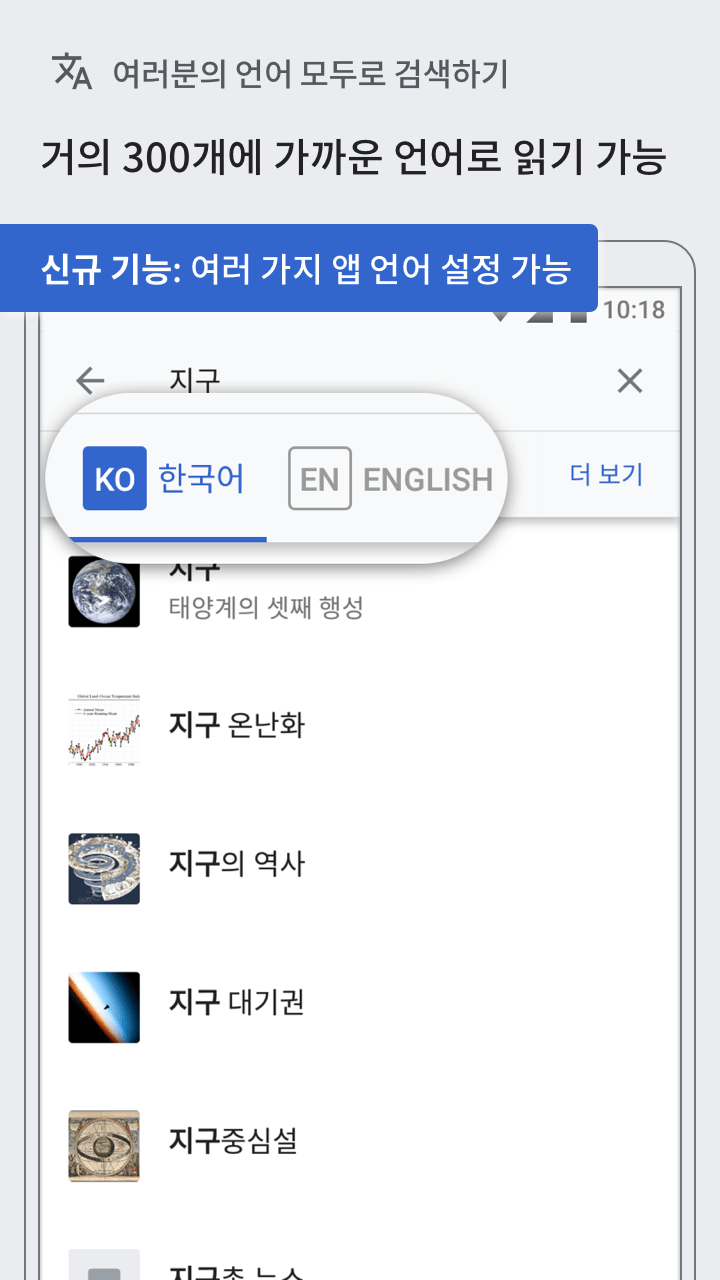 여러분의 언어 모두로 검색하기
거의 300개에 가까운 언어로 읽기 가능
신규 기능: 여러 가지 앱 언어 설정 가능
10:18
지구
KO 한국어 EN ENGLISH 더 보기
지구
태양계의 셋째 행성
지구 온난화
지구의 역사
지구 대기권
지구중심설